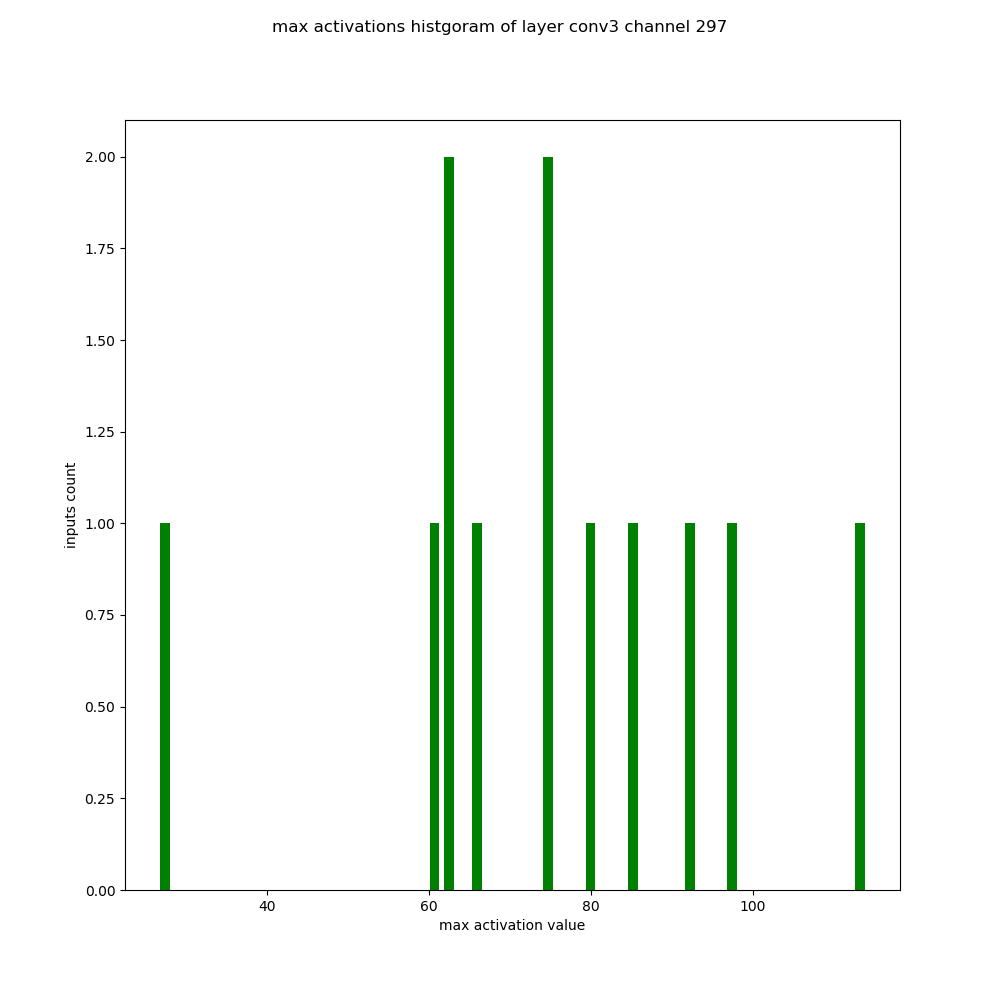 max activations histgoram of layer conv3 channel 297
2.00
1.75
1.50
1.25
1.00
0.75
0.50
0.25
0.00
inputs count
40 60 80 100
max activation value